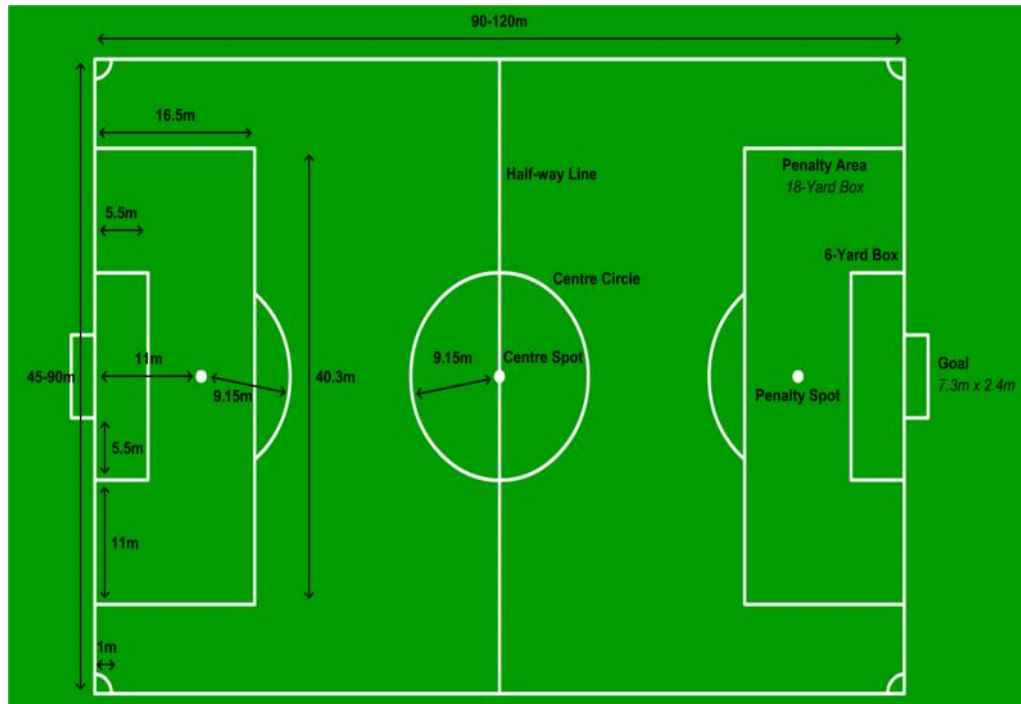 90-120m
16.5m
Half-way Line
Penalty Area
18-Yard Box
5.5m
6-Yard Box
Centre Circle
11m
9.15m
Centre Spot
Goal
45-90m
40.3m
7.3m x 2.4m
9.15m
Penalty Spot
5.5m
11m
1m